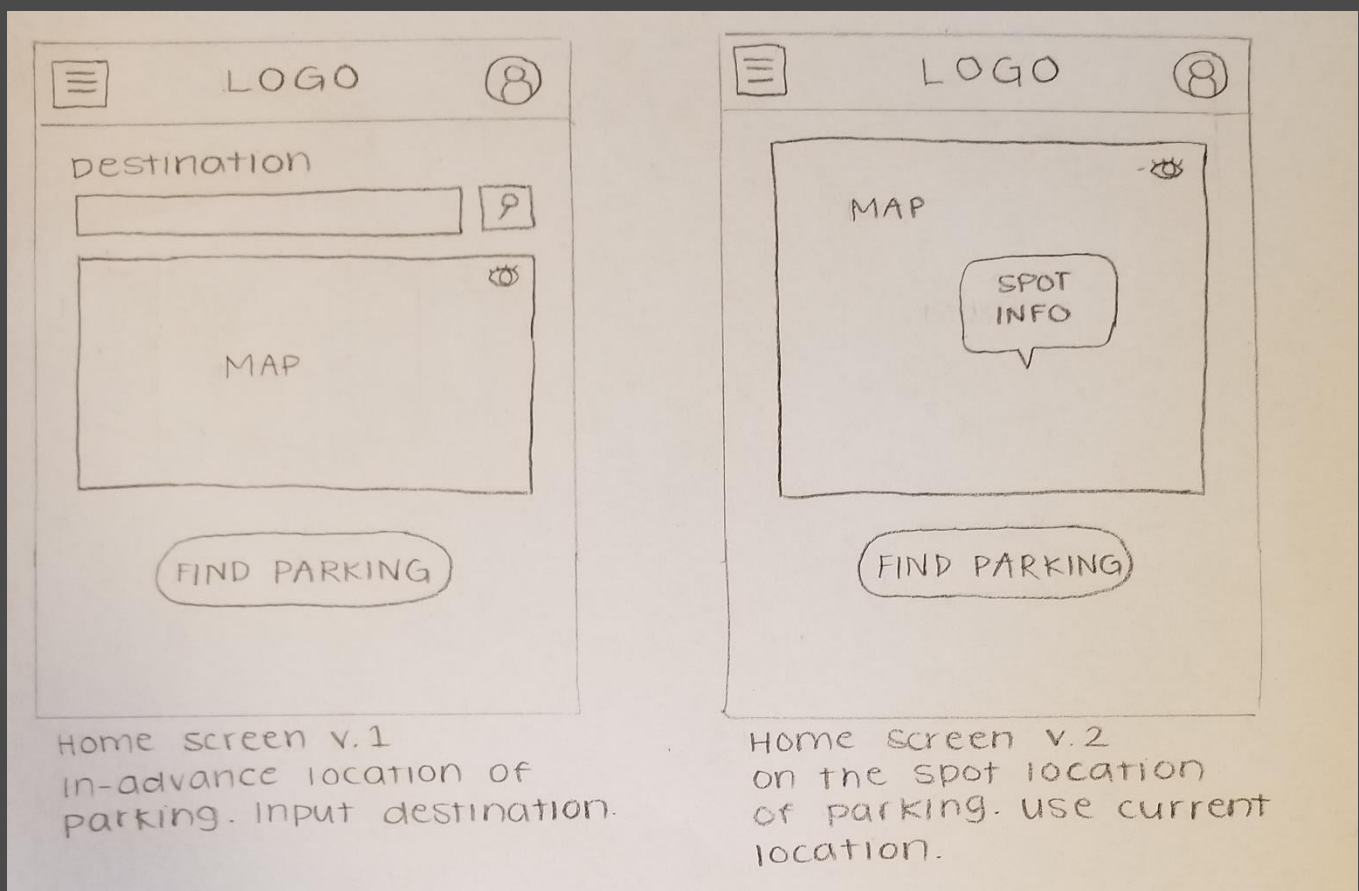 LOGO
Destination
MAP
FIND PARKING
Home screen v.1
in-advance location of
parking. Input destination.
LOGO
MAP
SPOT
INFO
FIND PARKING
Home screen v.2
on the spot location
of parking. use current
location.